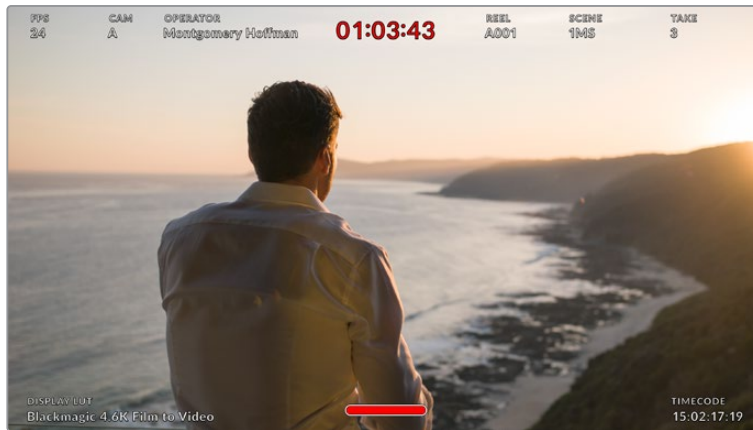 FPS CAM OPERATOR 01:03:43 REEL SCENE TAKE
24 A Montgomery Hoffman A001 1MS 3
DISPLAY LUT TIMECODE
Blackmagic 4.6K Film to Video 15:02:17:19